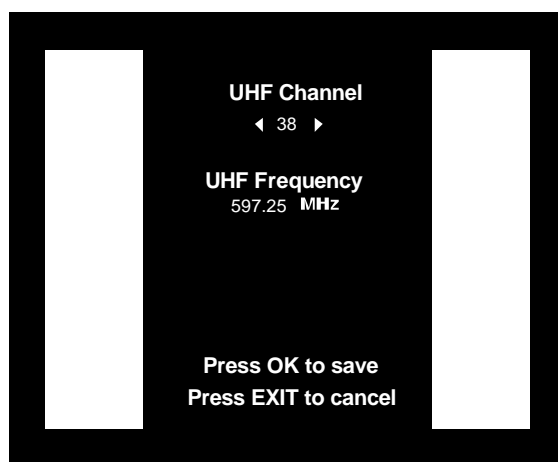 UHF Channel
38
UHF Frequency
597.25 MHz
Press OK to save
Press EXIT to cancel